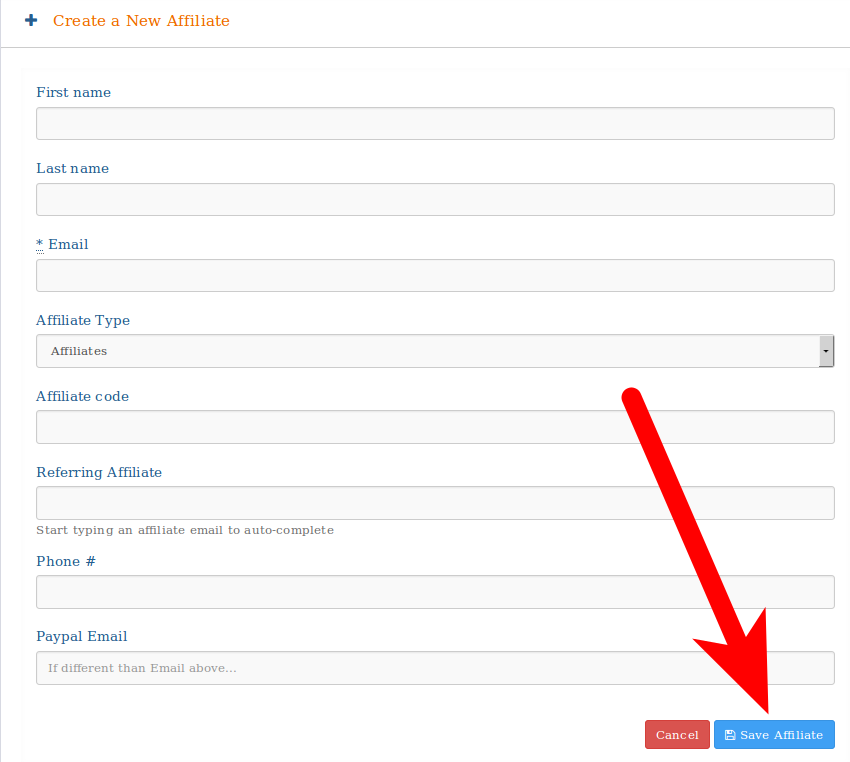 Create a New Affiliate
First name
Last name
* Email
Affiliate Type
Affiliates
Affiliate code
Referring Affiliate
Start typing an affiliate email to auto-complete
Phone #
Paypal Email
If different than Email above...
Cancel Save Affiliate